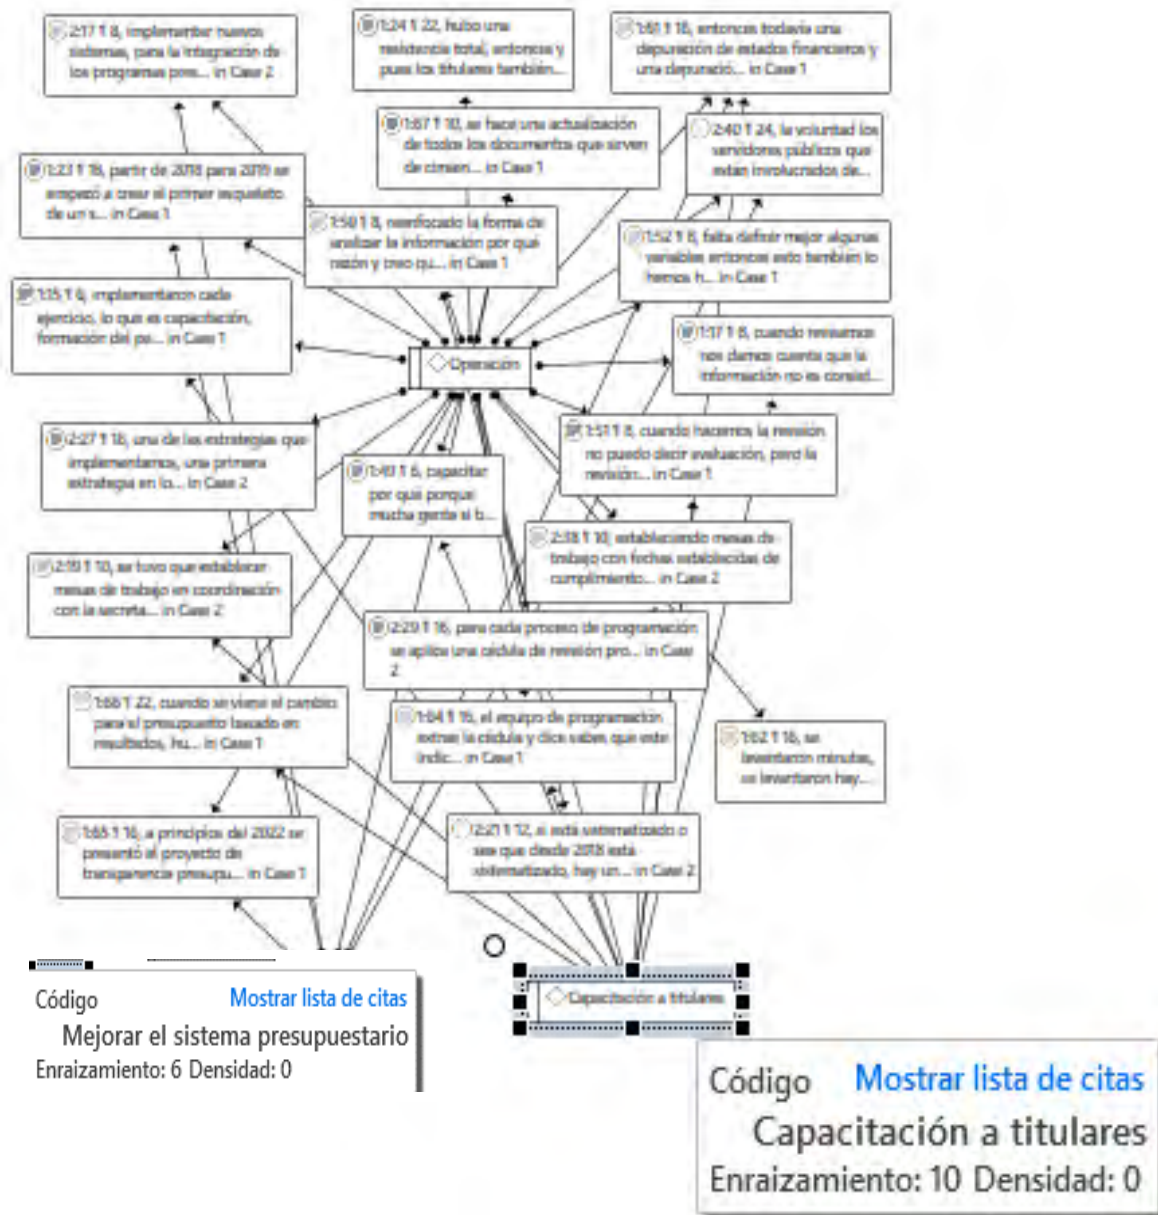 2:17 ¶ 8, implementar nuevos
sistemas, para la integración de
los programas pres... in Case 2
1:24 ¶ 22, hubo una
resistencia total, entonces y
pues los titulares también...
1:61 ¶ 16, entonces todavía una
depuración de estados financieros y
una depuració... in Case 1
1:67 ¶ 10, se hace una actualización
de todos los documentos que sirven
de cimien... in Case 1
2:40 ¶ 24, la voluntad los
servidores públicos que
están involucrados de...
1:23 ¶ 16, partir de 2018 para 2019 se
empezó a crear el primer esqueleto
de un s... in Case 1
1:50 ¶ 8, reenfocado la forma de
analizar la información por qué
razón y creo qu... in Case 1
1:52 ¶ 8, falta definir mejor algunas
variables entonces esto también lo
hemos h... in Case 1
1:15 ¶ 6, implementaron cada
ejercicio, lo que es capacitación,
formación del pe... in Case 1
1:17 ¶ 8, cuando revisamos
nos damos cuenta que la
información no es consist...
Operación
2:27 ¶ 18, una de las estrategias que
implementamos, una primera
estrategia en lo... in Case 2
1:51 ¶ 8, cuando hacemos la revisión
no puedo decir evaluación, pero la
revisión... in Case 1
1:49 ¶ 6, capacitar
por qué porque
mucha gente si b...
2:18 ¶ 10, estableciendo mesas de
trabajo con fechas establecidas de
cumplimiento... in Case 2
2:19 ¶ 10, se tuvo que establecer
mesas de trabajo en coordinación
con la secreta... in Case 2
2:29 ¶ 16, para cada proceso de programación
se aplica una cédula de revisión pro... in Case
2
1:66 ¶ 22, cuando se viene el cambio
para el presupuesto basado en
resultados, hu... in Case 1
1:64 ¶ 16, el equipo de programación
extrae la cédula y dice sabes que este
indic... in Case 1
1:62 ¶ 16, se
levantaron minutas,
se levantaron hay...
1:65 ¶ 16, a principios del 2022 se
presentó el proyecto de
transparencia presupu... in Case 1
2:21 ¶ 12, si está sistematizado o
sea que desde 2018 está
sistematizado, hay un... in Case 2
Capacitación a titulares
Código Mostrar lista de citas
Mejorar el sistema presupuestario
Enraizamiento: 6 Densidad: 0
Código Mostrar lista de citas
Capacitación a titulares
Enraizamiento: 10 Densidad: 0